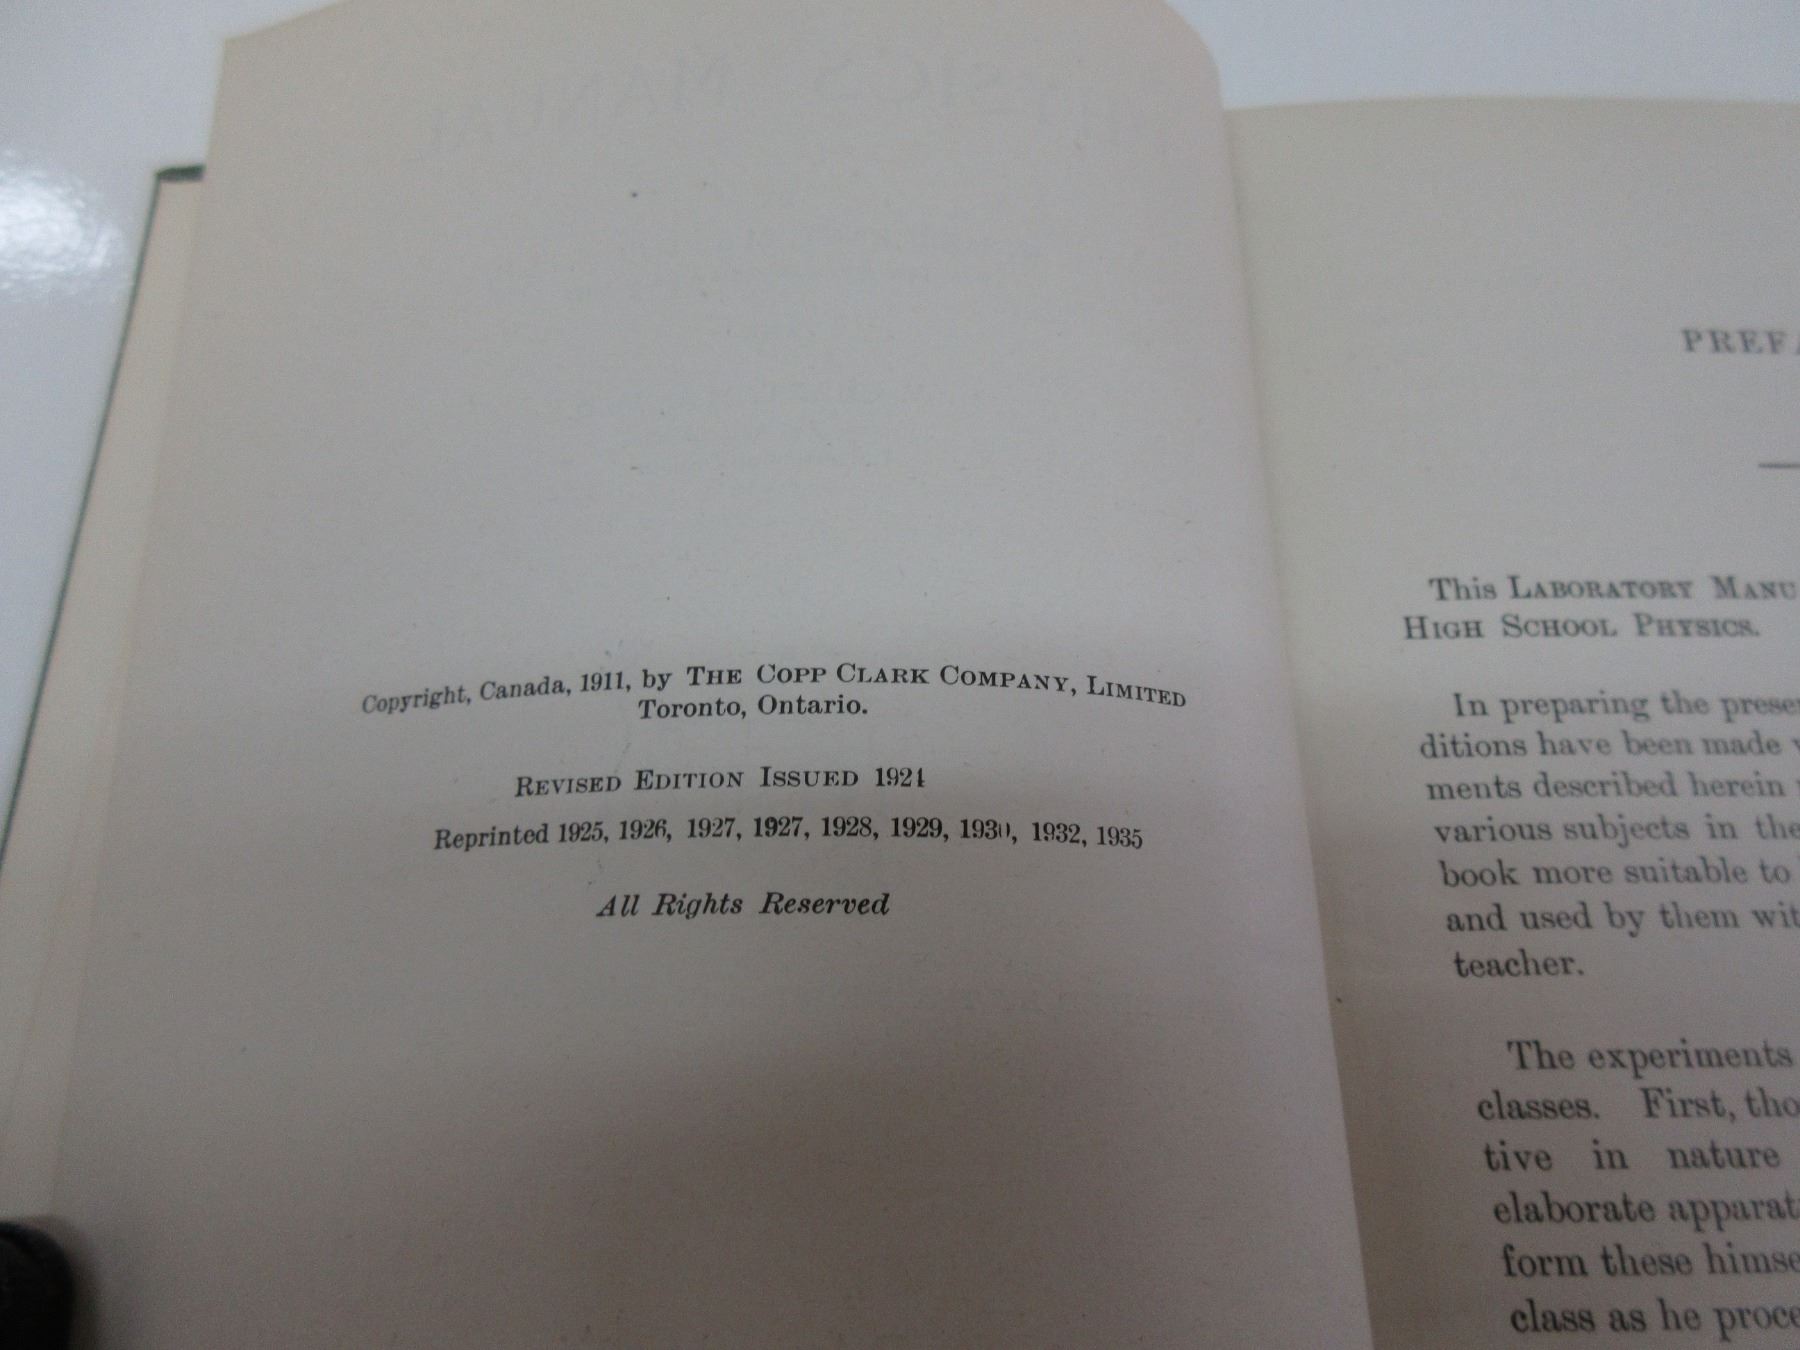 Copyright, Canada, 1911, by THE COPP CLARK COMPANY, LIMITED
Toronto, Ontario.
REVISED EDITION ISSUED 1924
Reprinted 1925, 1926, 1927, 1927, 1928, 1929, 1930, 1932, 1935
All Rights Reserved
PREFA
This LABORATORY MANU
HIGH SCHOOL PHYSICS.
In preparing the prese
ditions have been made
ments described herein
various subjects in the
book more suitable to
and used by them wit
teacher.
The experiments
classes. First, tho
tive in nature
elaborate apparat
form these himse
class as he proce